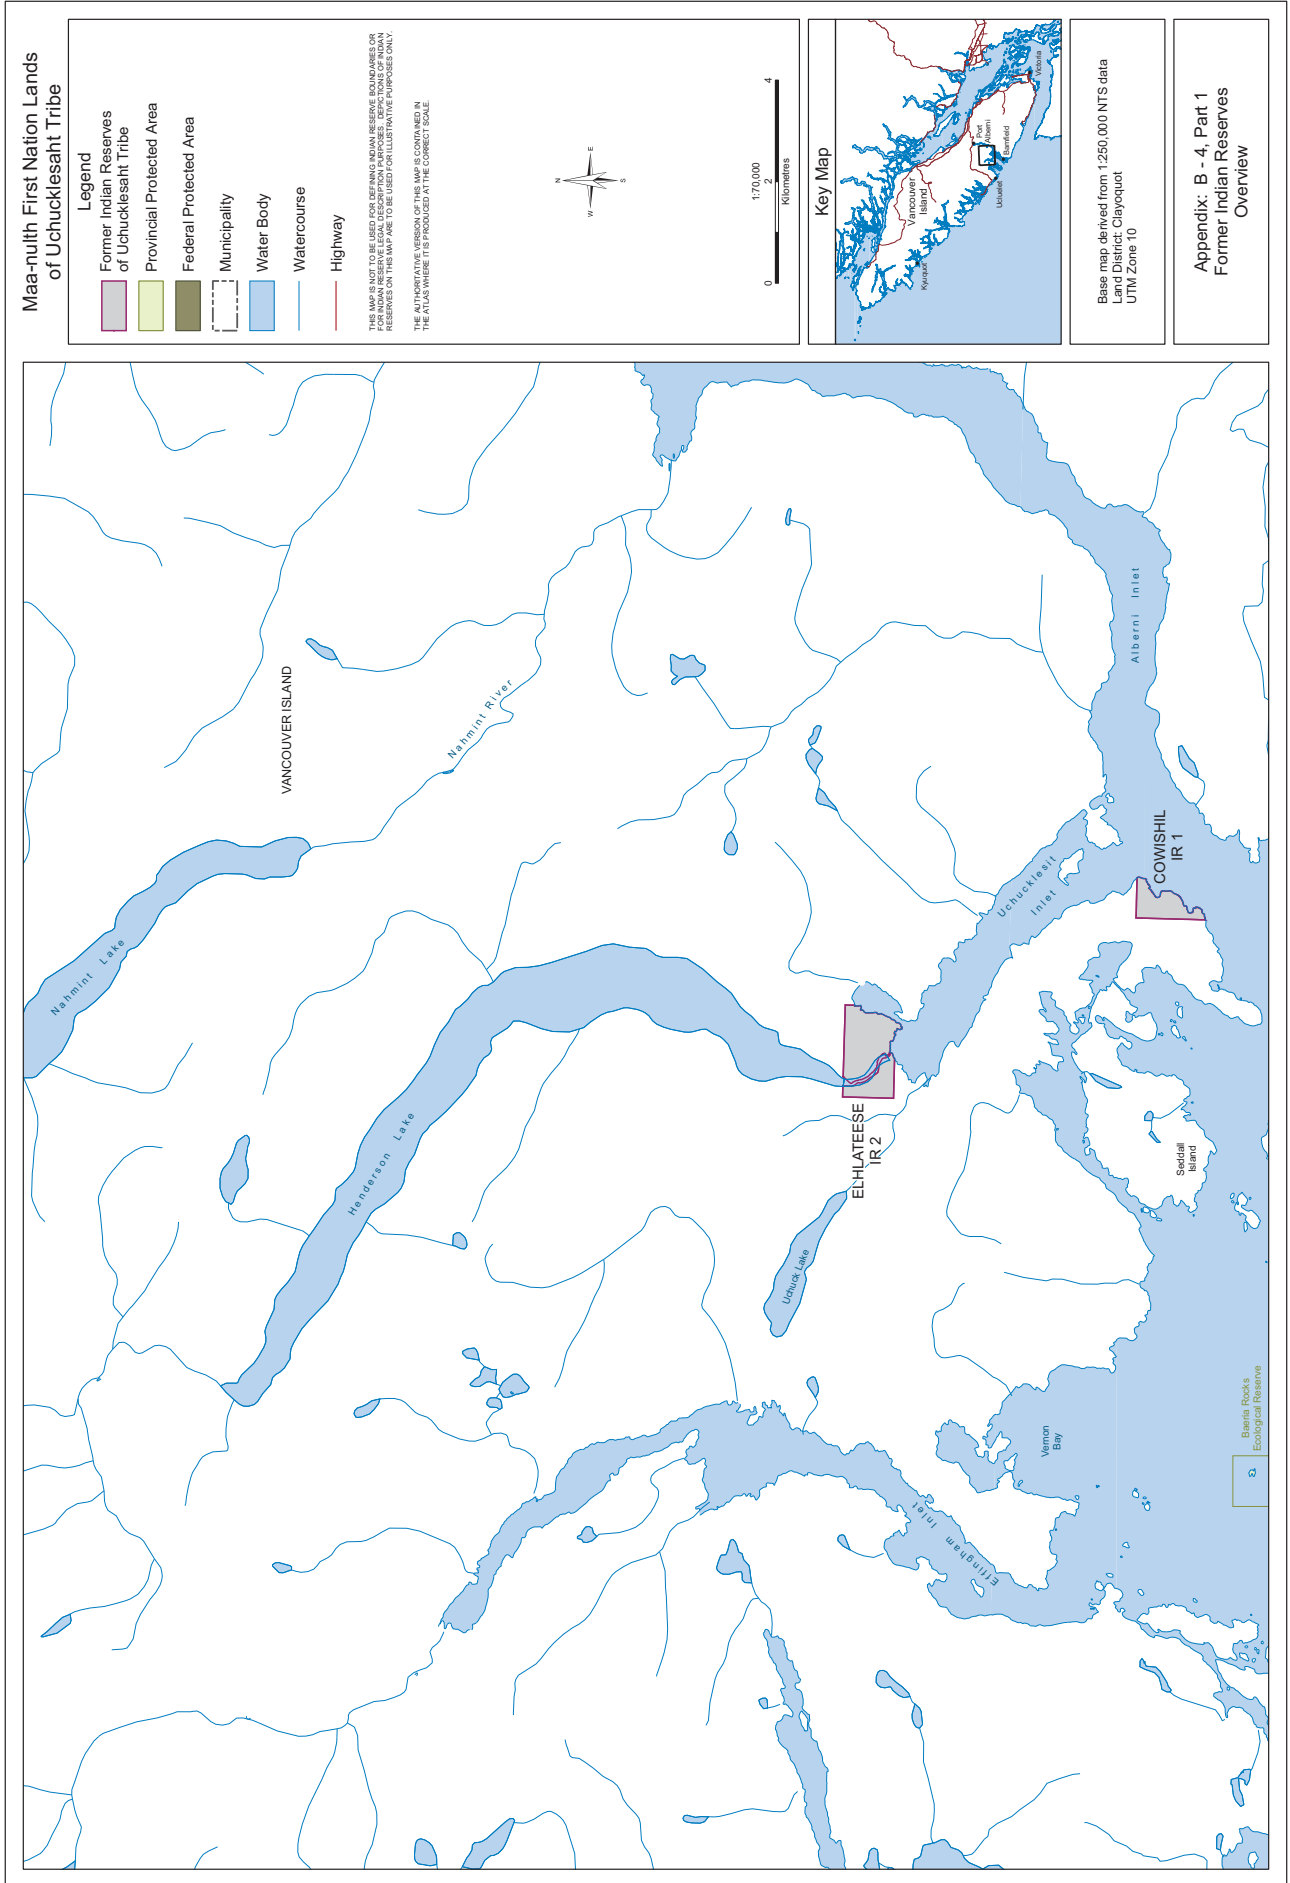 Maa-nulth First Nation Lands
of Uchucklesaht Tribe
Legend
Former Indian Reserves
of Uchucklesaht Tribe
Provincial Protected Area
Federal Protected Area
Municipality
Water Body
Watercourse
Highway
THIS MAP IS NOT TO BE USED FOR DEFINING INDIAN RESERVE BOUNDARIES OR
FOR INDIAN RESERVE LEGAL DESCRIPTION PURPOSES. DEPICTIONS OF INDIAN
RESERVES ON THIS MAP ARE TO BE USED FOR ILLUSTRATIVE PURPOSES ONLY.
THE AUTHORITATIVE VERSION OF THIS MAP IS CONTAINED IN
THE ATLAS WHERE IT IS PRODUCED AT THE CORRECT SCALE.
N
W
E
S
1:70,000
0 2 4
Kilometres
Key Map
Vancouver
Island
Port
Alberni
Victoria
Bamfield
Ucluelet
Kyuquot
Base map derived from 1:250,000 NTS data
Land District: Clayoquot
UTM Zone 10
Appendix: B - 4, Part 1
Former Indian Reserves
Overview
Nahmint Lake
VANCOUVER ISLAND
Nahmint River
Henderson Lake
Uchuck Lake
ELHLATEESE
IR 2
Uchucklesit
Inlet
Alberni Inlet
COWISHIL
IR 1
Seddall
Island
Effingham Inlet
Vernon
Bay
Baeria Rocks
Ecological Reserve